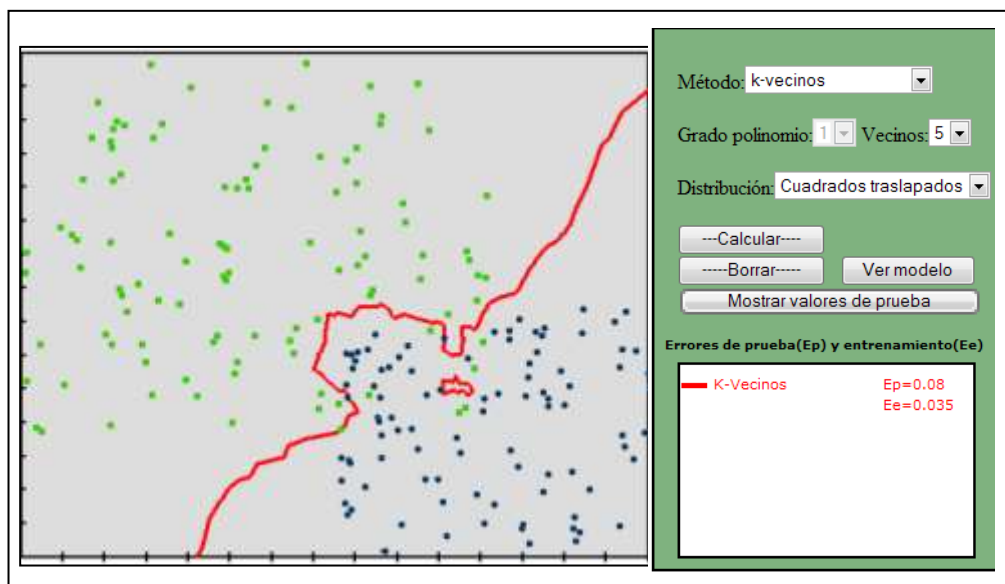 Método: k-vecinos
Grado polinomio: 1 Vecinos: 5
Distribución: Cuadrados traslapados
---Calcular----
-----Borrar----- Ver modelo
Mostrar valores de prueba
Errores de prueba(Ep) y entrenamiento(Ee)
K-Vecinos Ep=0.08
Ee=0.035